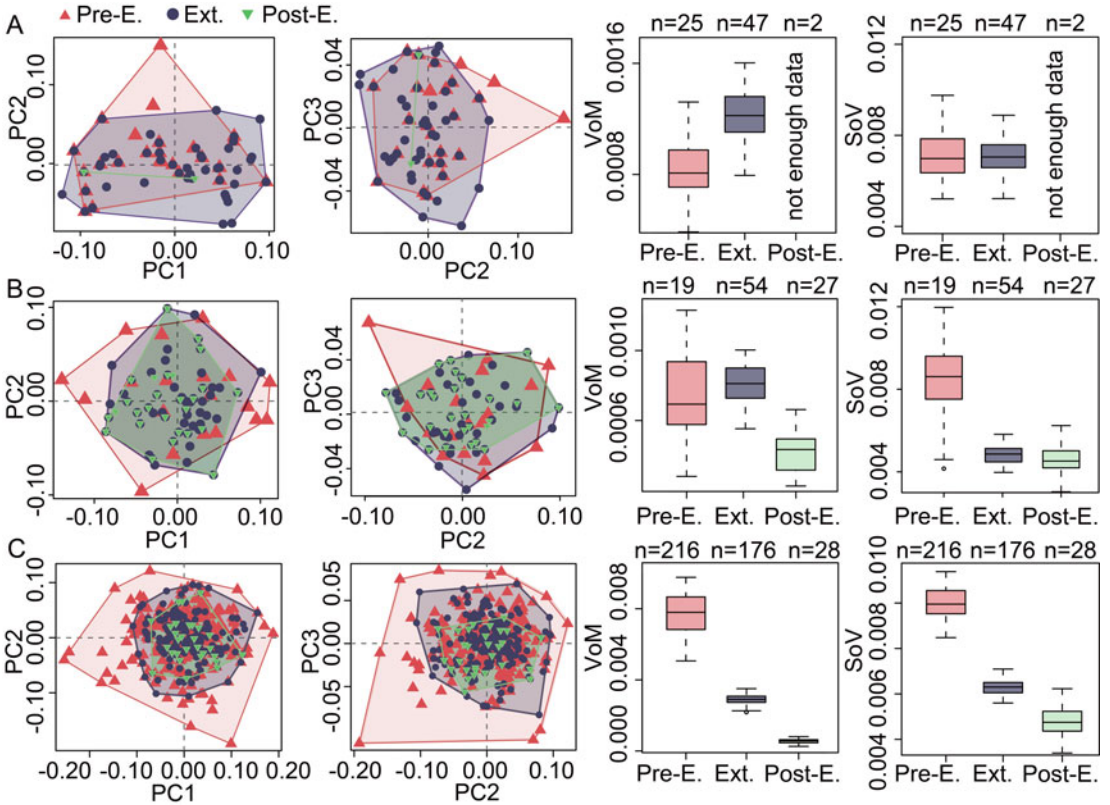 Pre-E. Ext. Post-E.
A
PC2
0.10
0.00
-0.10 0.00 0.10
PC1
PC3
0.04
0.00
-0.04
0.00 0.10
PC2
n=25 n=47 n=2
VoM
0.0016
0.0008
not enough data
Pre-E. Ext. Post-E.
n=25 n=47 n=2
SoV
0.012
0.008
0.004
not enough data
Pre-E. Ext. Post-E.
B
PC2
0.10
0.00
-0.10
-0.10 0.00 0.10
PC1
PC3
0.04
0.00
-0.04
-0.10 0.00 0.10
PC2
n=19 n=54 n=27
VoM
0.0010
0.0006
Pre-E. Ext. Post-E.
n=19 n=54 n=27
SoV
0.012
0.008
0.004
Pre-E. Ext. Post-E.
C
PC2
0.10
0.00
-0.10
-0.20 -0.10 0.00 0.10 0.20
PC1
PC3
0.05
0.00
-0.05
-0.20 -0.10 0.00 0.10
PC2
n=216 n=176 n=28
VoM
0.008
0.004
0.000
Pre-E. Ext. Post-E.
n=216 n=176 n=28
SoV
0.010
0.008
0.006
0.004
Pre-E. Ext. Post-E.